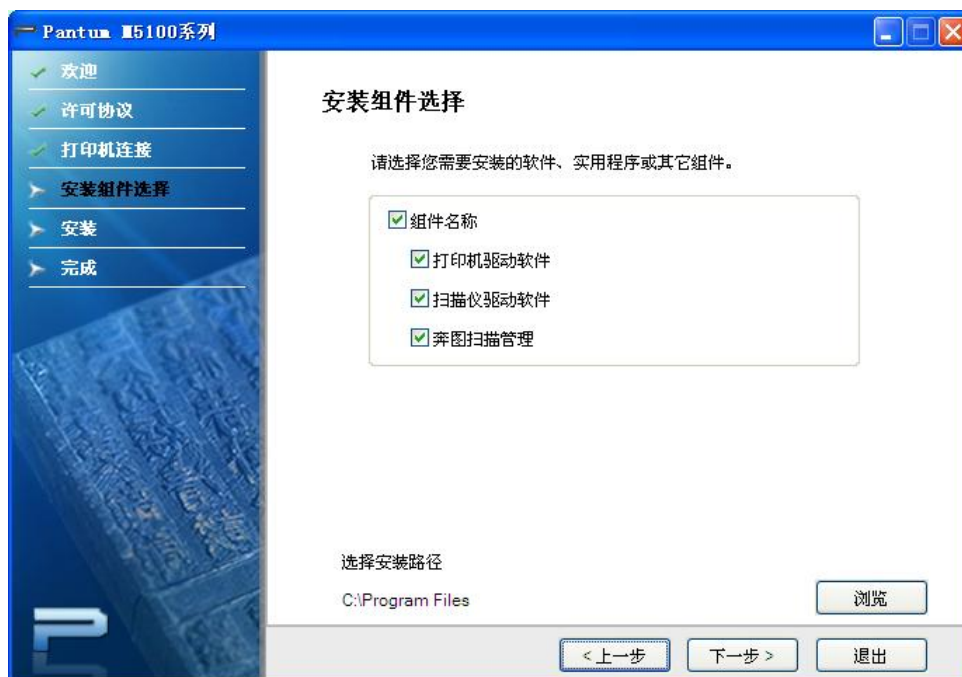 Pantum M5100系列
欢迎
许可协议
打印机连接
安装组件选择
安装
完成
安装组件选择
请选择您需要安装的软件、实用程序或其它组件。
组件名称
打印机驱动软件
扫描仪驱动软件
奔图扫描管理
选择安装路径
C:\Program Files
浏览
<上一步
下一步>
退出